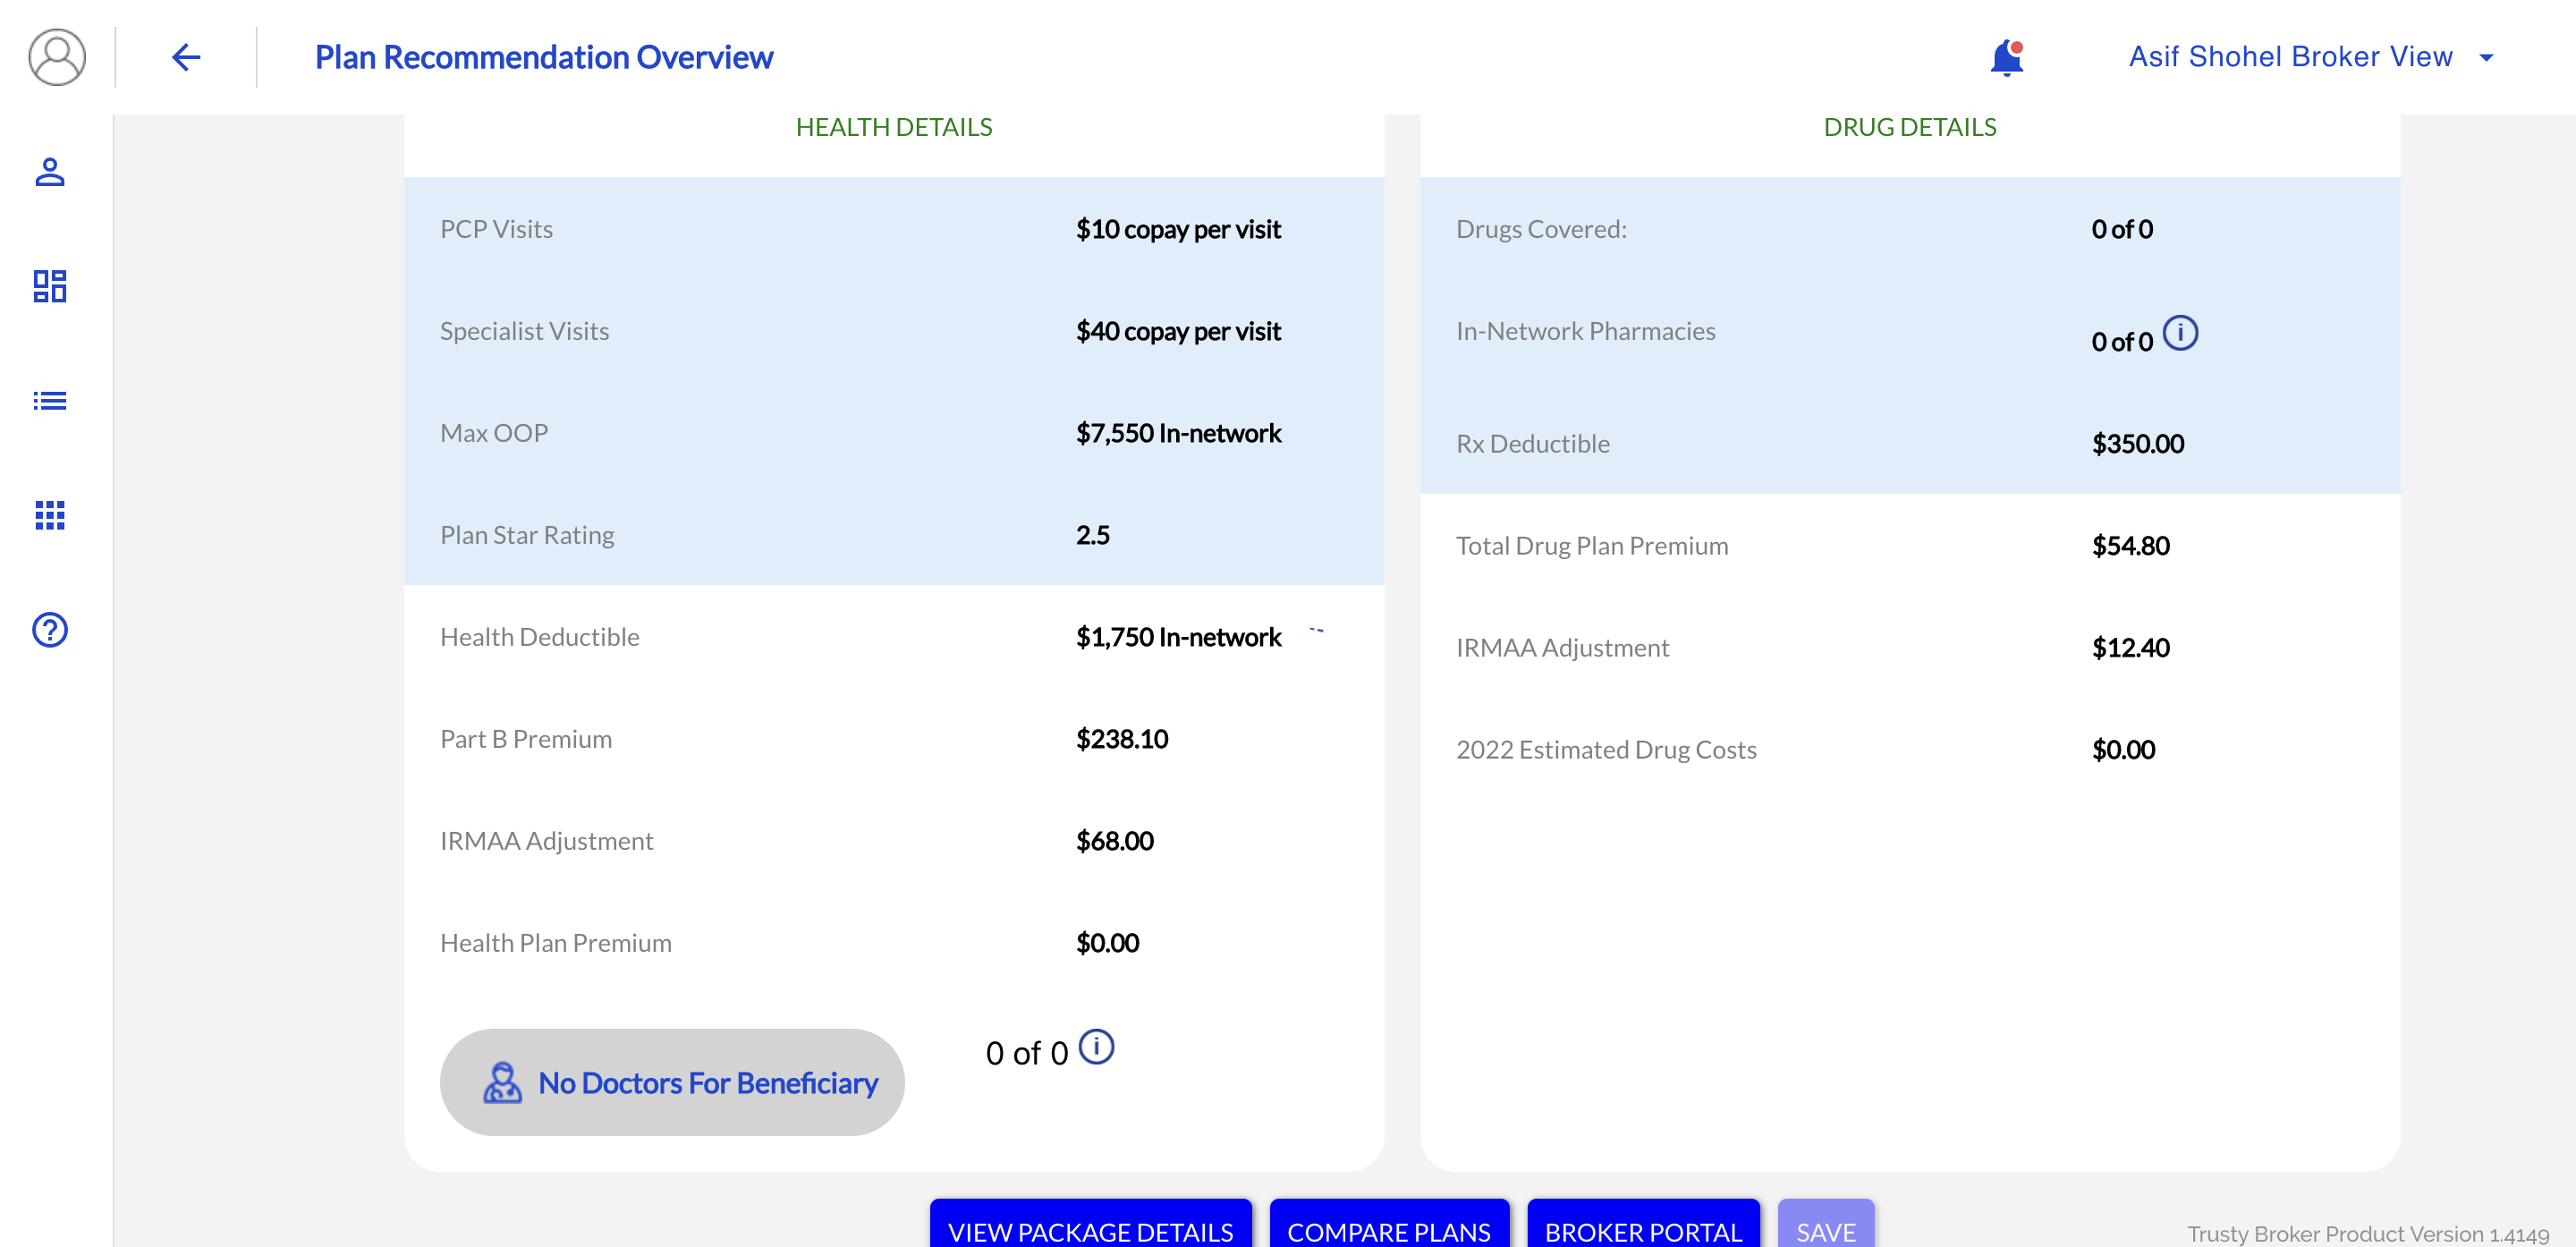 Plan Recommendation Overview
Asif Shohel Broker View
HEALTH DETAILS
PCP Visits $10 copay per visit
Specialist Visits $40 copay per visit
Max OOP $7,550 In-network
Plan Star Rating 2.5
Health Deductible $1,750 In-network
Part B Premium $238.10
IRMAA Adjustment $68.00
Health Plan Premium $0.00
No Doctors For Beneficiary 0 of 0
DRUG DETAILS
Drugs Covered: 0 of 0
In-Network Pharmacies 0 of 0
Rx Deductible $350.00
Total Drug Plan Premium $54.80
IRMAA Adjustment $12.40
2022 Estimated Drug Costs $0.00
VIEW PACKAGE DETAILS COMPARE PLANS BROKER PORTAL SAVE
Trusty Broker Product Version 1.4149